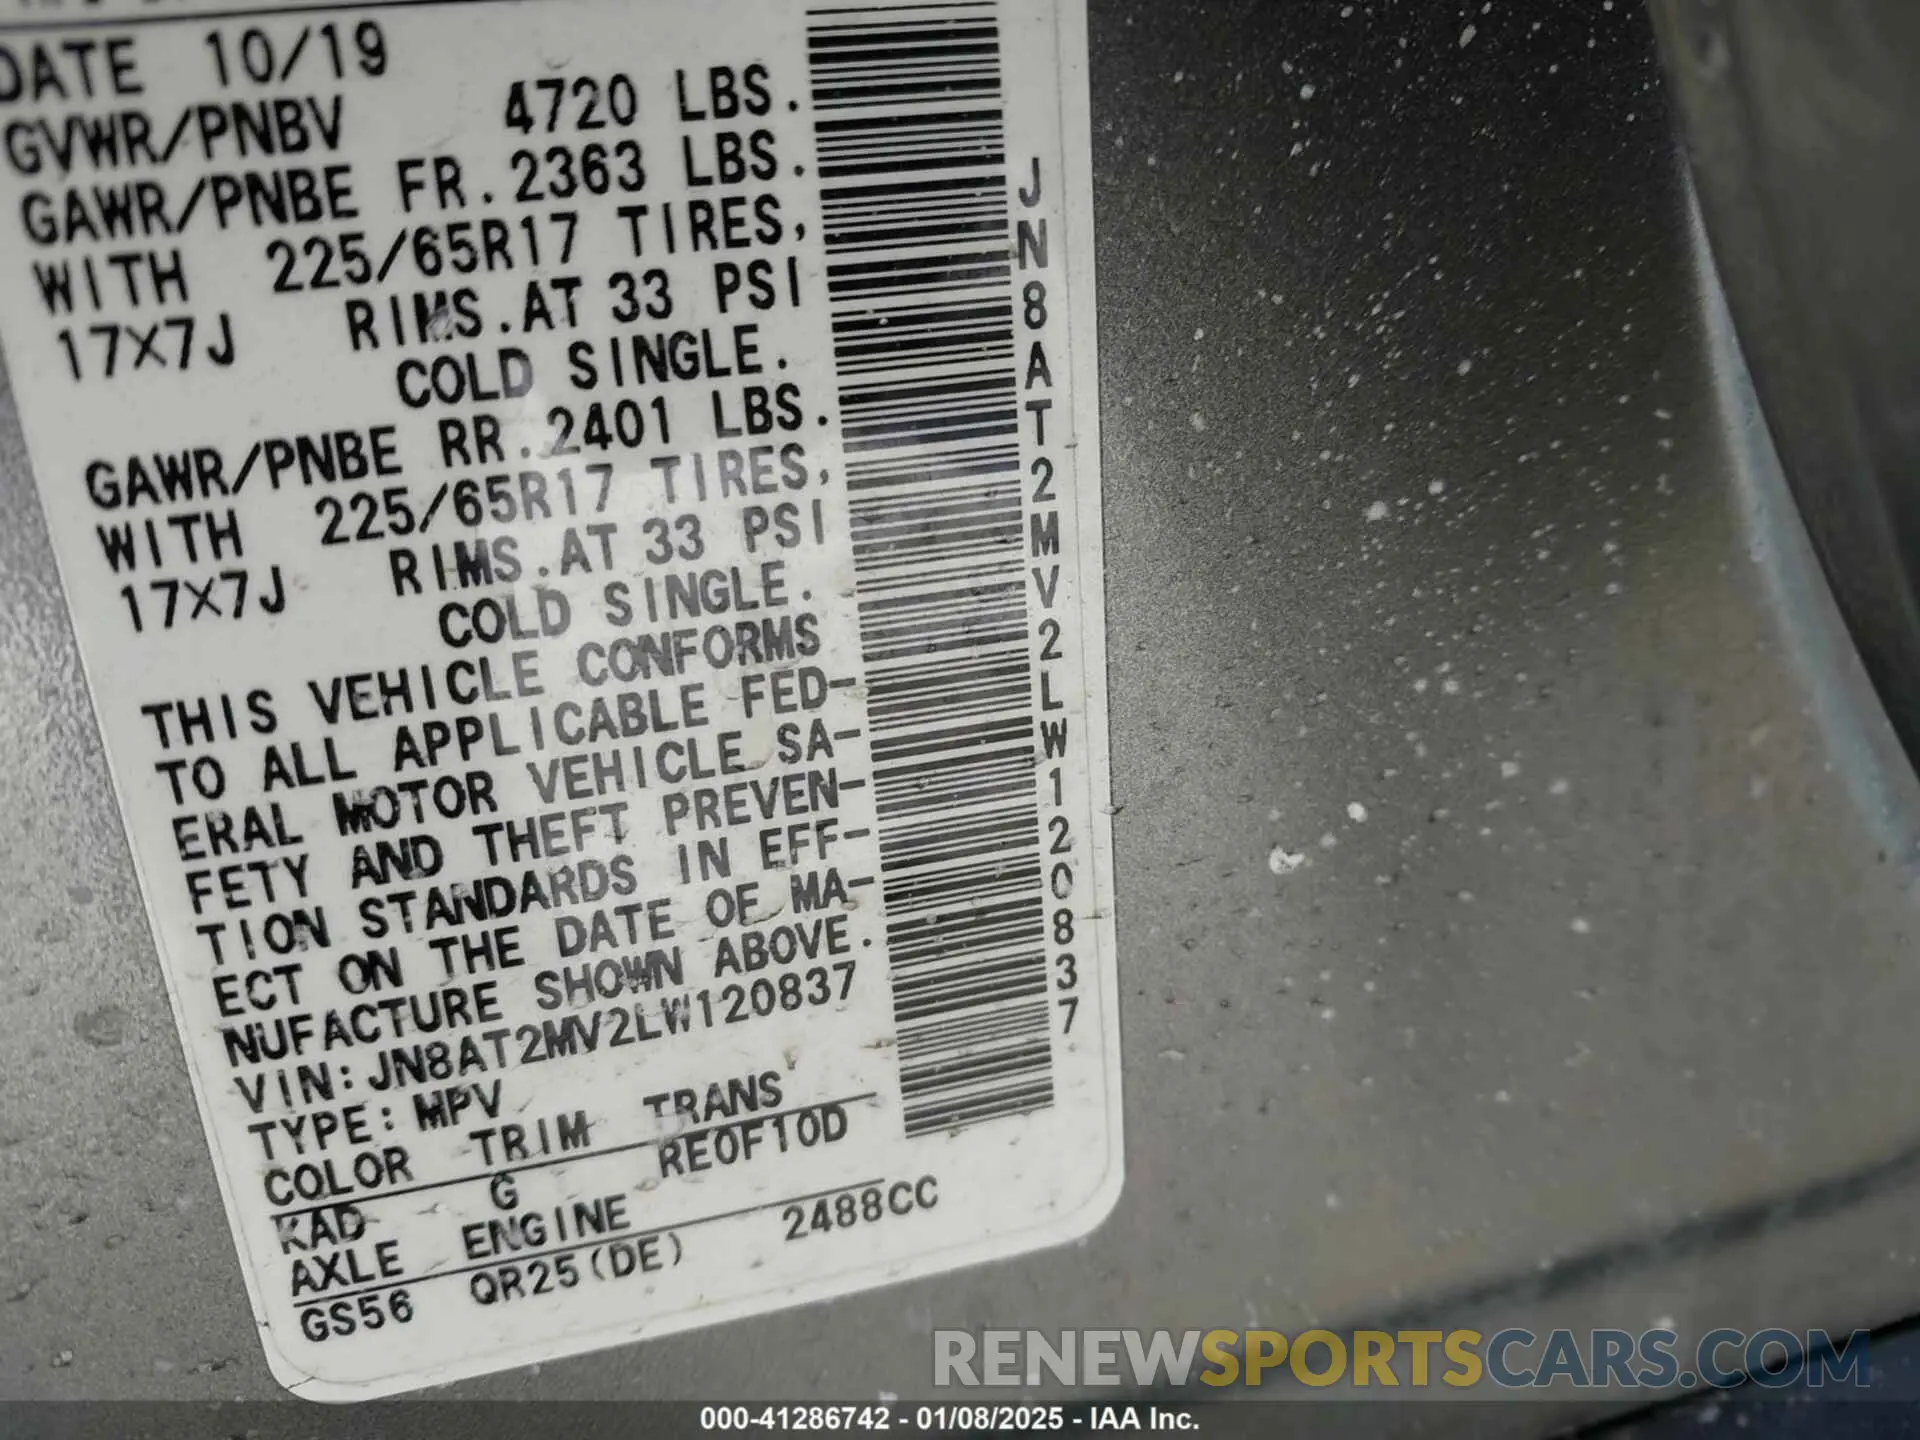 DATE 10/19
GVWR/PNBV 4720 LBS.
GAWR/PNBE FR.2363 LBS.
WITH 225/65R17 TIRES,
17X7J RIMS.AT 33 PSI
COLD SINGLE.
GAWR/PNBE RR.2401 LBS.
WITH 225/65R17 TIRES,
17X7J RIMS.AT 33 PSI
COLD SINGLE.
THIS VEHICLE CONFORMS
TO ALL APPLICABLE FED-
ERAL MOTOR VEHICLE SA-
FETY AND THEFT PREVEN-
TION STANDARDS IN EFF-
ECT ON THE DATE OF MA-
NUFACTURE SHOWN ABOVE.
VIN:JN8AT2MV2LW120837
TYPE:MPV
COLOR TRIM TRANS
KAD G RE0F10D
AXLE ENGINE
GS56 QR25(DE) 2488CC
JN8AT2MV2LW120837
RENEWSPORTSCARS.COM
000-41286742 - 01/08/2025 - IAA Inc.